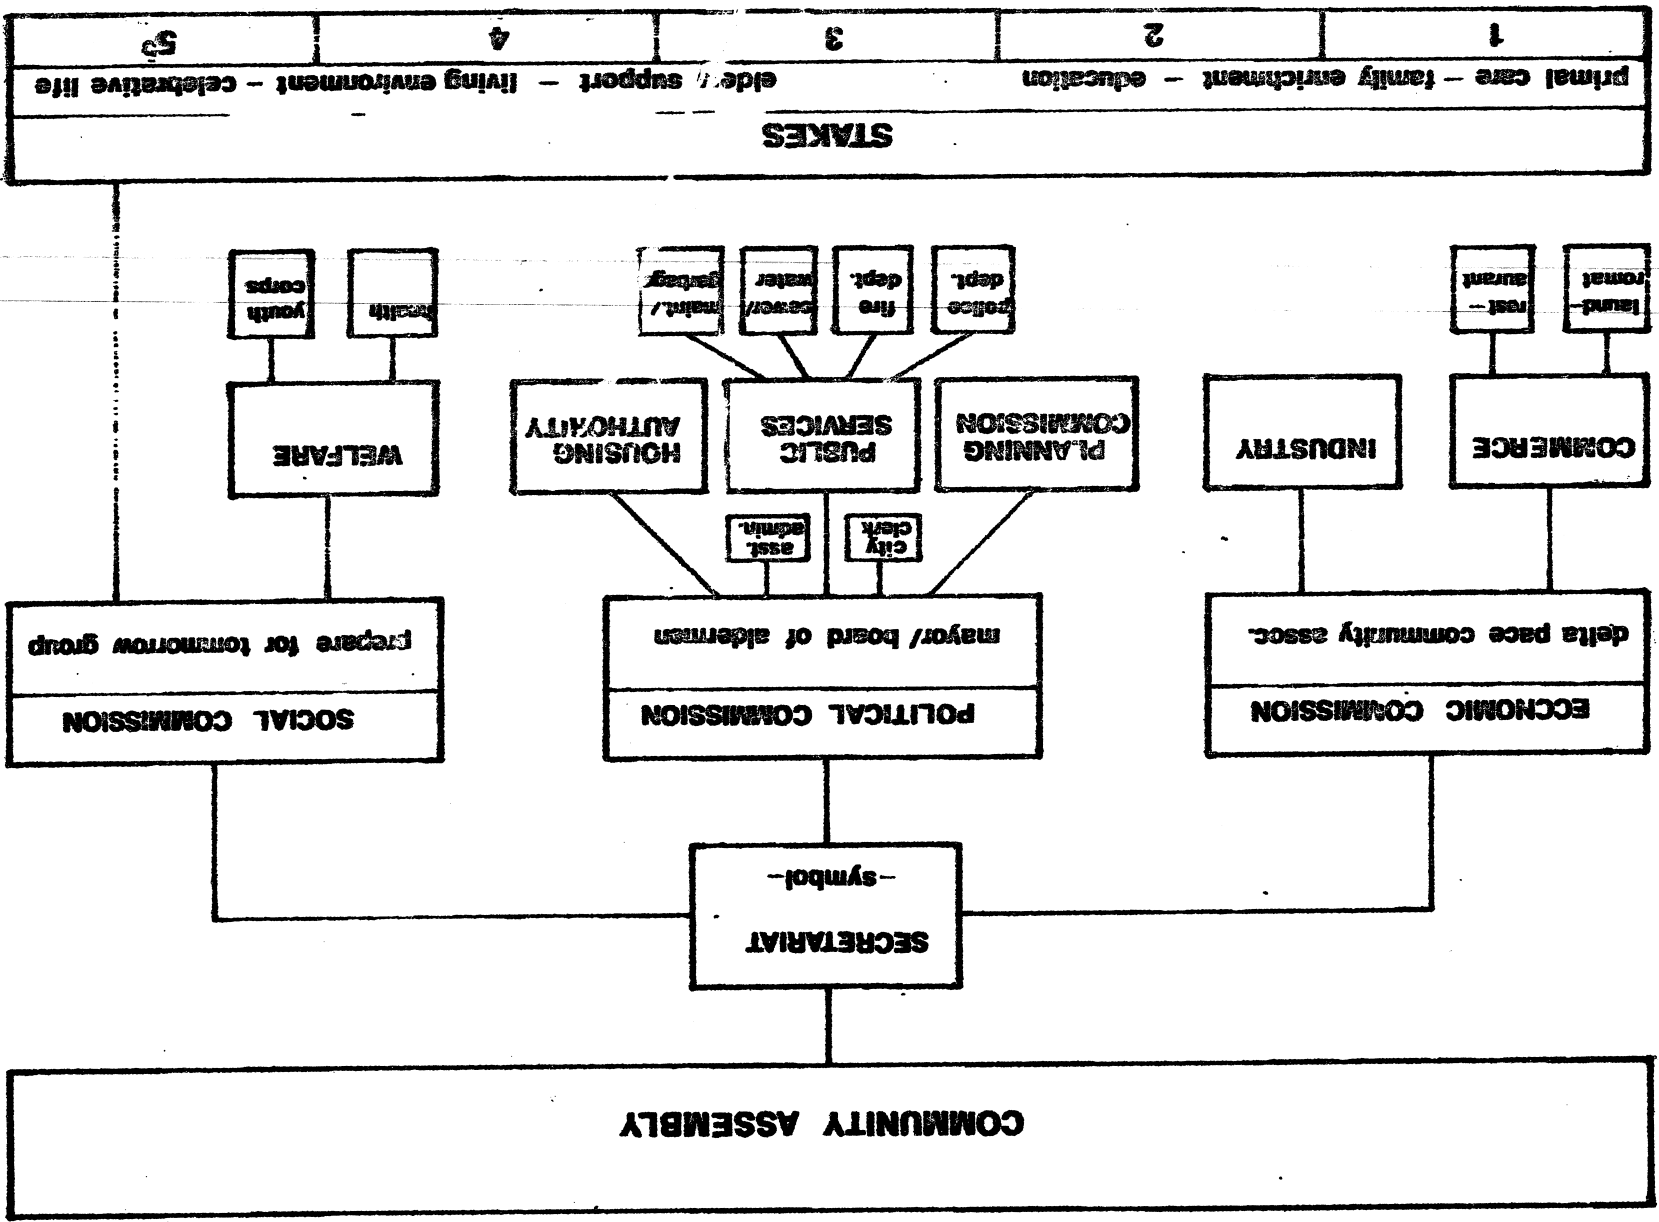 COMMUNITY ASSEMBLY
SECRETARIAT
-symbol-
ECONOMIC COMMISSION
delta pace community assoc.
POLITICAL COMMISSION
mayor/ board of aldermen
SOCIAL COMMISSION
prepare for tommorrow group
city
clerk
asst.
admin.
COMMERCE
INDUSTRY
PLANNING
COMMISSION
PUBLIC
SERVICES
HOUSING
AUTHORITY
WELFARE
laund-
romat
rest-
aurant
police
dept.
fire
dept.
sewer/
water
maint./
garbage
health
youth
corps
STAKES
primal care - family enrichment - education
support - living environment - celebrative life
1
2
3
4
5